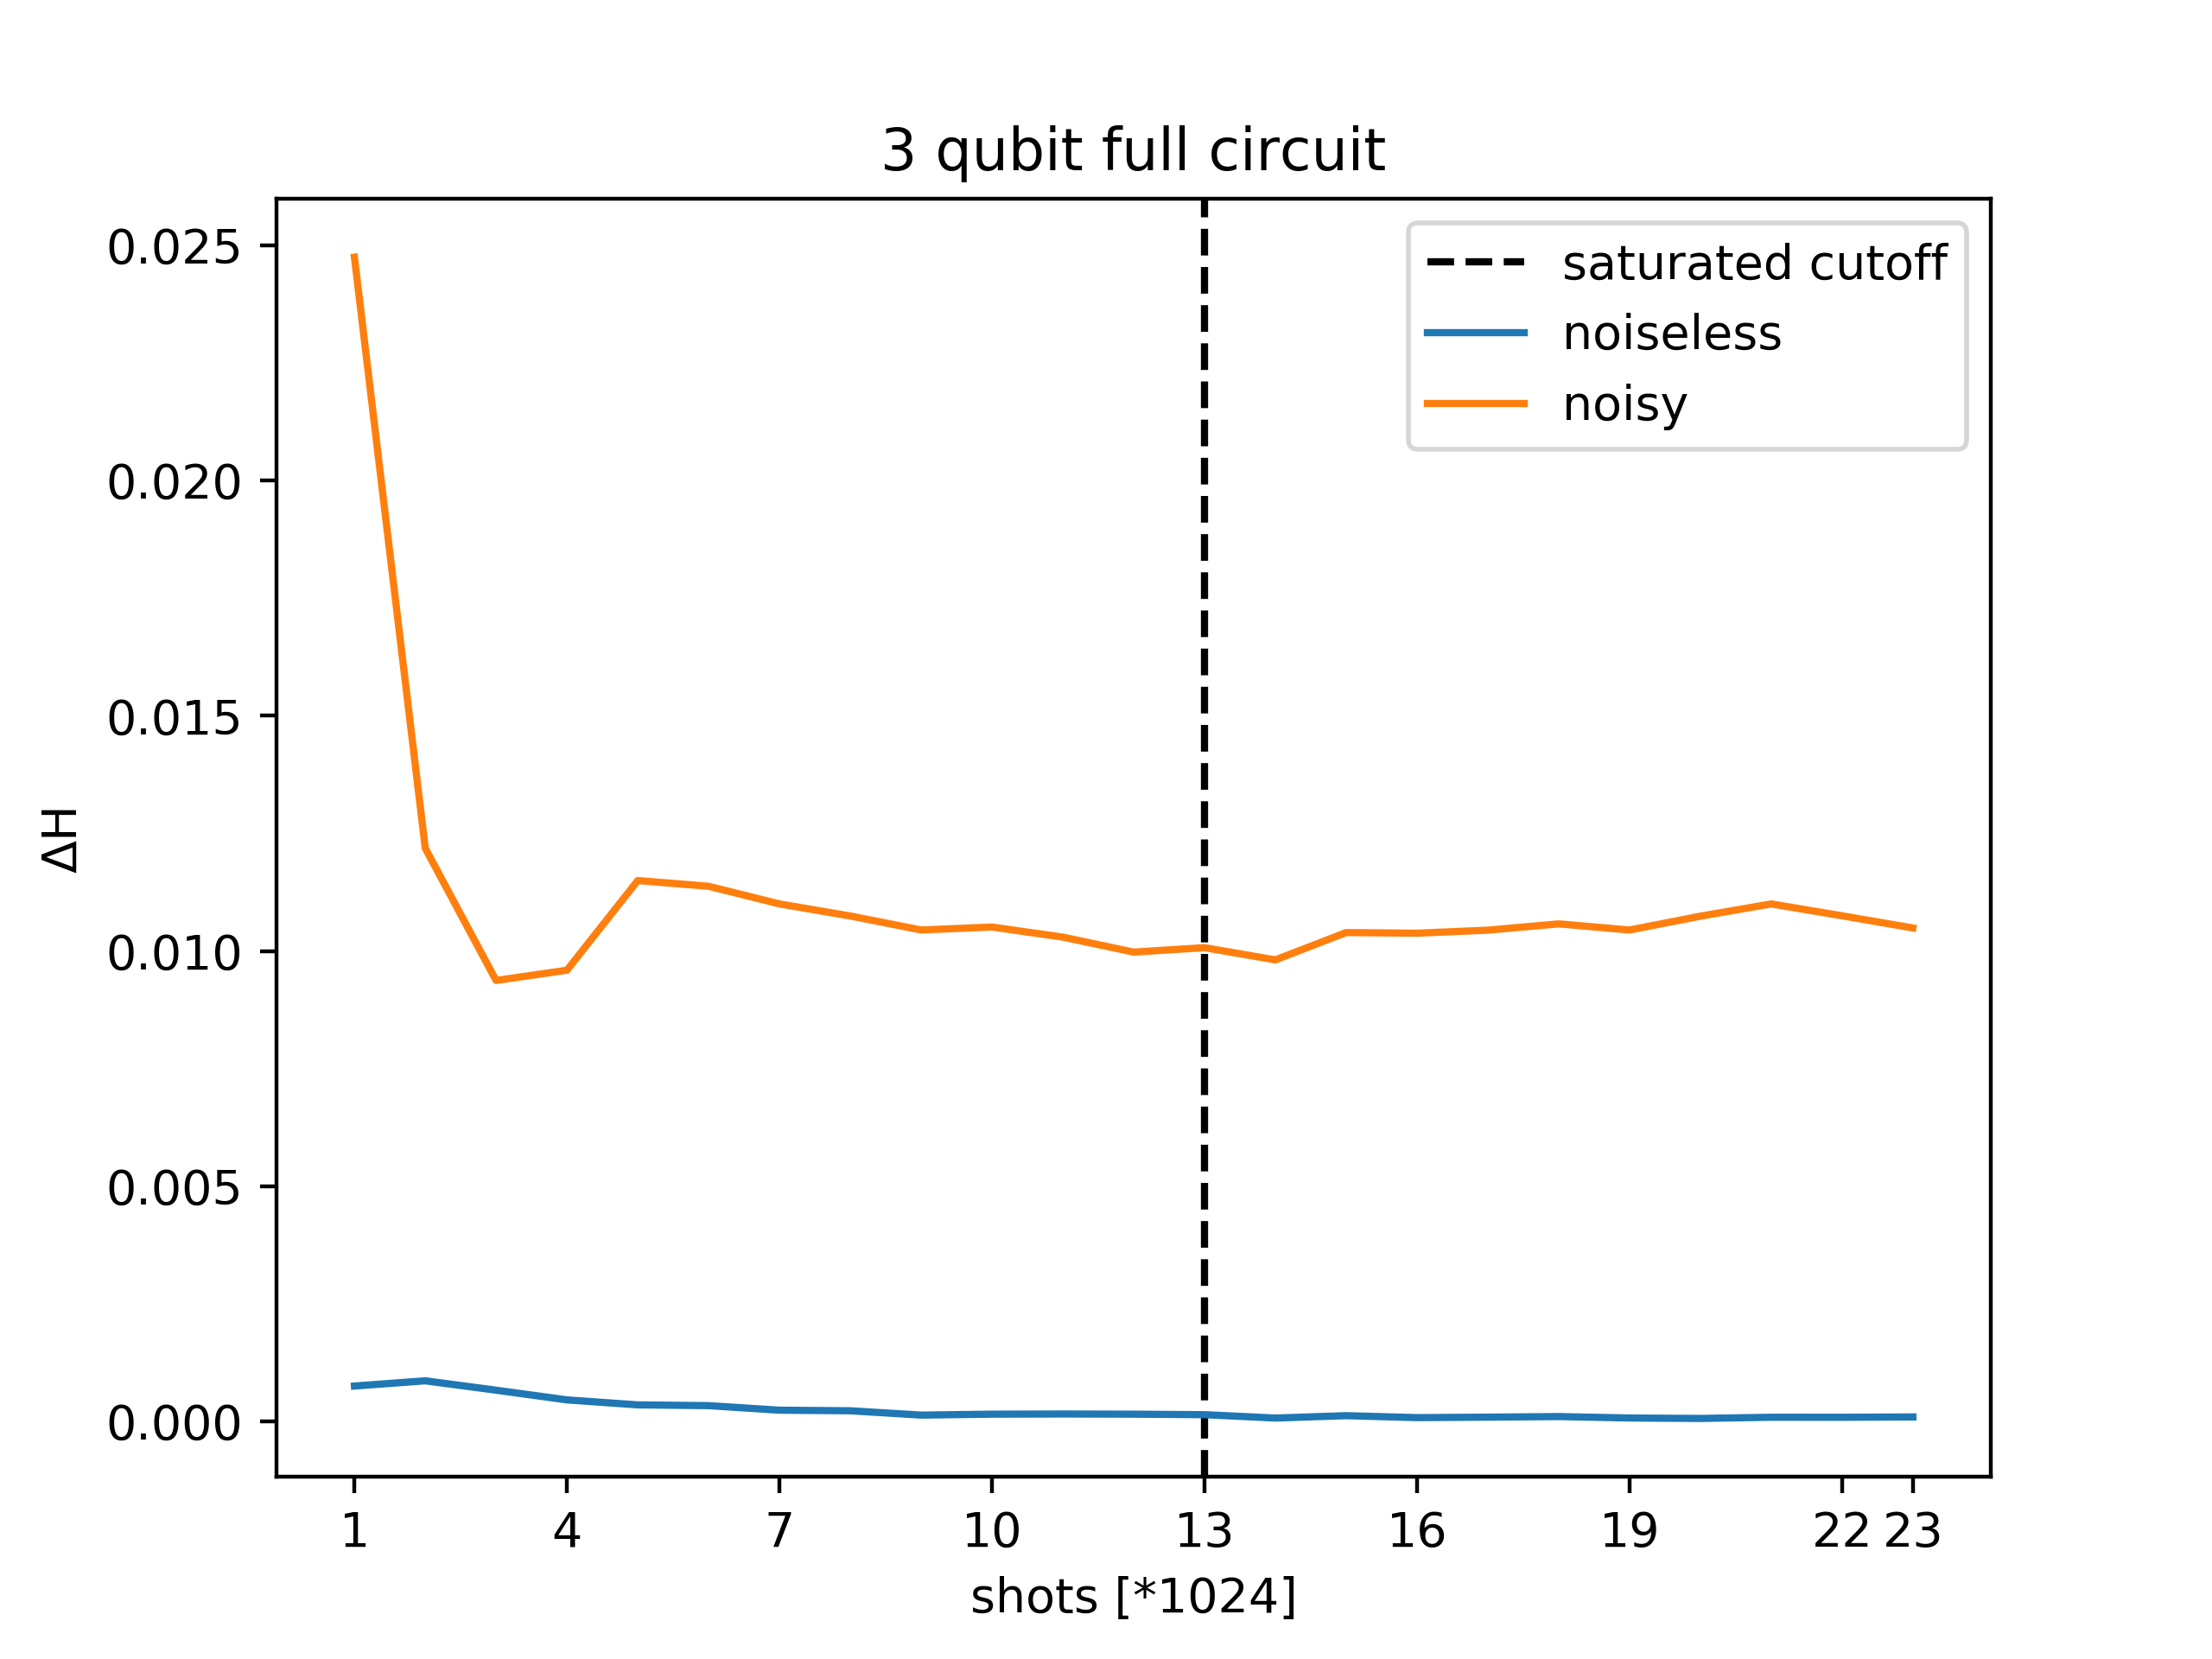 3 qubit full circuit
saturated cutoff
noiseless
noisy
0.025
0.020
0.015
0.010
0.005
0.000
ΔH
1 4 7 10 13 16 19 22 23
shots [*1024]